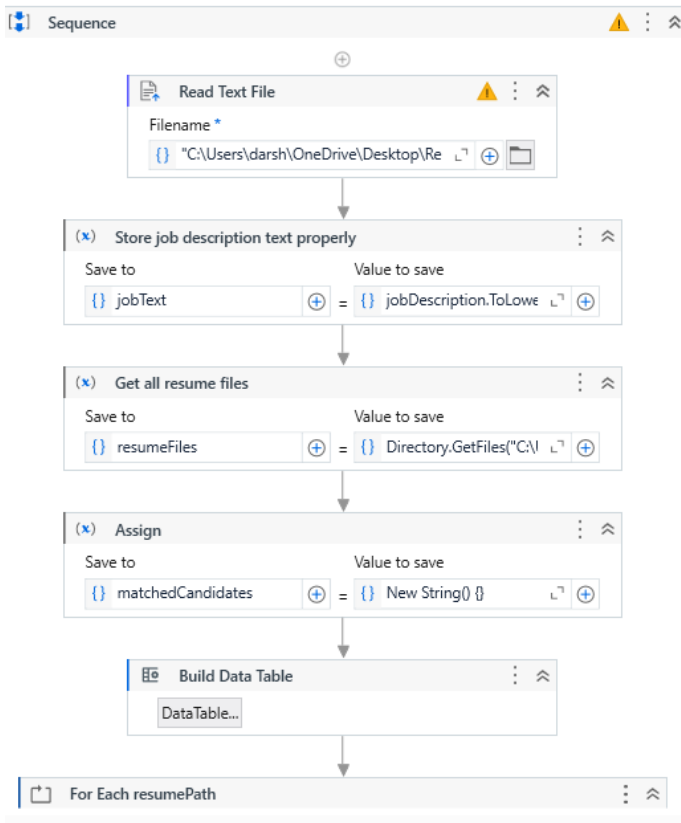 Sequence
Read Text File
Filename *
"C:\Users\darsh\OneDrive\Desktop\Re
(x) Store job description text properly
Save to Value to save
{} jobText = {} jobDescription.ToLowe
(x) Get all resume files
Save to Value to save
{} resumeFiles = {} Directory.GetFiles("C:\U
(x) Assign
Save to Value to save
{} matchedCandidates = {} New String() {}
Build Data Table
DataTable...
For Each resumePath